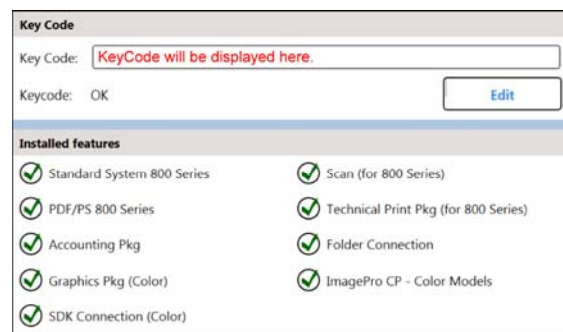 Key Code
Key Code: KeyCode will be displayed here.
Keycode: OK Edit
Installed features
Standard System 800 Series
Scan (for 800 Series)
PDF/PS 800 Series
Technical Print Pkg (for 800 Series)
Accounting Pkg
Folder Connection
Graphics Pkg (Color)
ImagePro CP - Color Models
SDK Connection (Color)